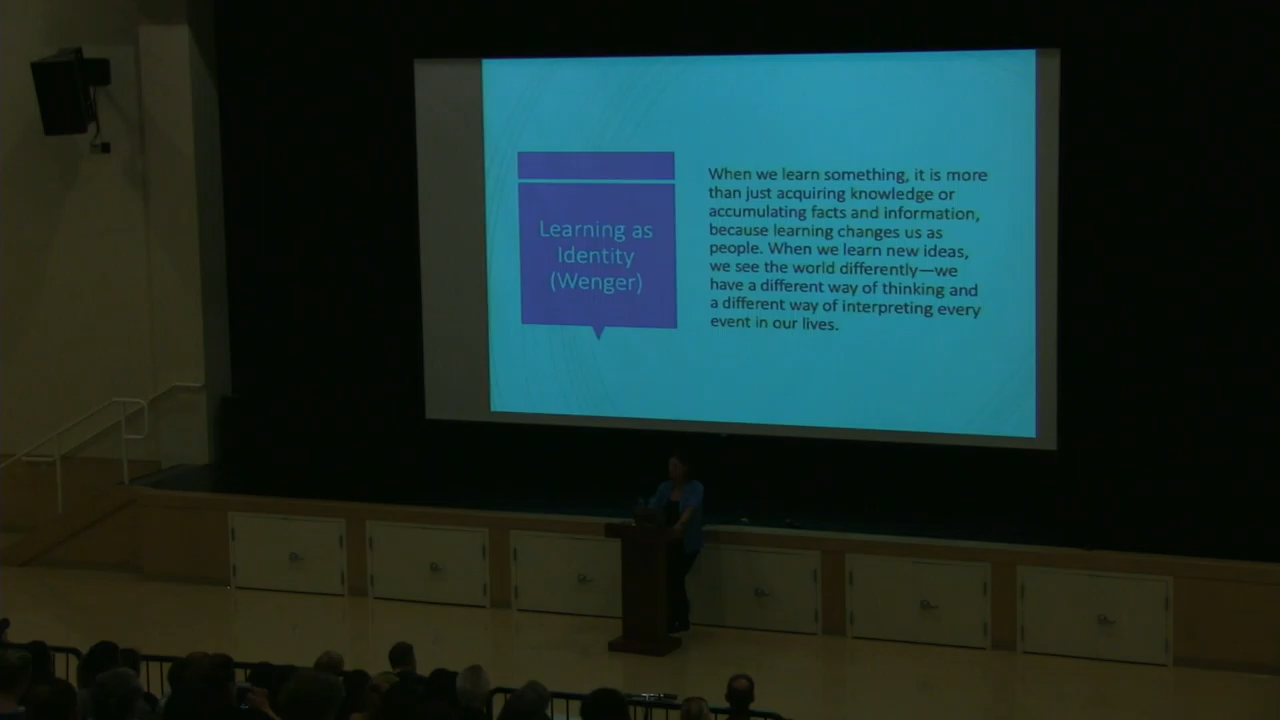 Learning as
Identity
(Wenger)
When we learn something, it is more
than just acquiring knowledge or
accumulating facts and information,
because learning changes us as
people. When we learn new ideas,
we see the world differently—we
have a different way of thinking and
a different way of interpreting every
event in our lives.